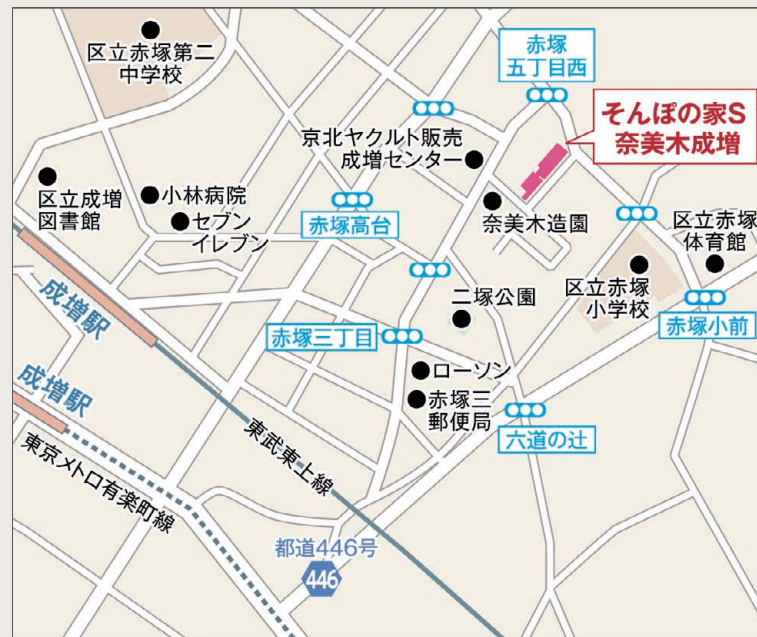 区立赤塚第二
中学校
赤塚
五丁目西
そんぽの家S
奈美木成増
京北ヤクルト販売
成増センター
区立成増
図書館
小林病院
セブン
イレブン
赤塚高台
奈美木造園
区立赤塚
体育館
区立赤塚
小学校
二塚公園
成増駅
赤塚三丁目
赤塚小前
ローソン
赤塚三
郵便局
成増駅
六道の辻
東武東上線
東京メトロ有楽町線
都道446号
446